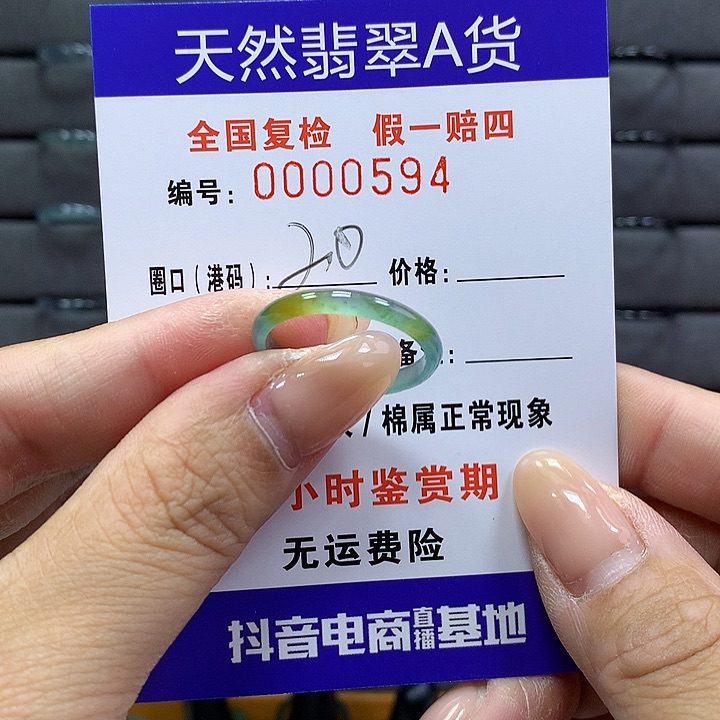 天然翡翠A货
全国复检 假一赔四
编号: 0000594
圈口(港码): 20 价格:
备 :
/棉属正常现象
小时鉴赏期
无运费险
抖音电商直播基地